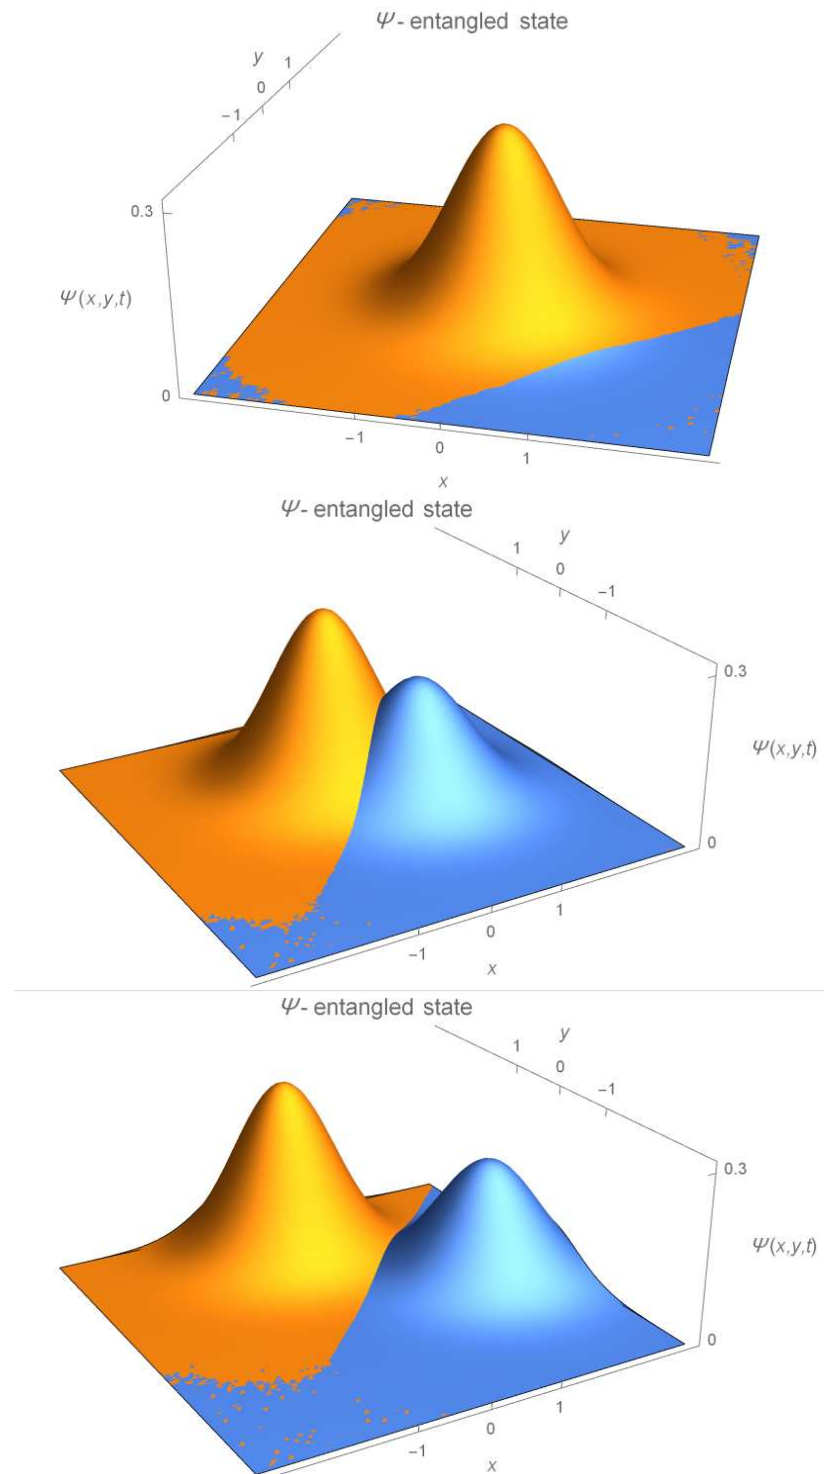 Ψ- entangled state
y
1
0
−1
0.3
Ψ(x,y,t)
0
−1
0
1
x
Ψ- entangled state
y
1
0
−1
0.3
Ψ(x,y,t)
0
1
0
−1
x
Ψ- entangled state
y
1
0
−1
0.3
Ψ(x,y,t)
0
1
0
−1
x